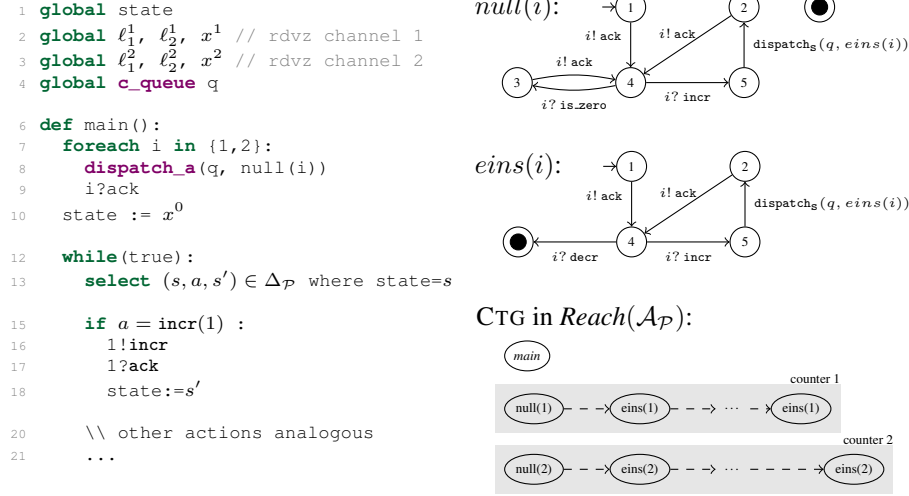 1 global state
2 global ℓ₁¹, ℓ₂¹, x¹ // rdvz channel 1
3 global ℓ₁², ℓ₂², x² // rdvz channel 2
4 global c_queue q
6 def main():
7 foreach i in {1,2}:
8 dispatch_a(q, null(i))
9 i?ack
10 state := x⁰
12 while(true):
13 select (s, a, s′) ∈ Δ_𝒫 where state=s
15 if a = incr(1) :
16 1!incr
17 1?ack
18 state:=s′
20 \\ other actions analogous
21 ...
null(i):
1
2
i! ack
i! ack
dispatchₛ(q, eins(i))
i! ack
3
4
5
i? is_zero
i? incr
eins(i):
1
2
i! ack
i! ack
dispatchₛ(q, eins(i))
4
5
i? decr
i? incr
CTG in Reach(𝒜_𝒫):
main
counter 1
null(1)
eins(1)
...
eins(1)
counter 2
null(2)
eins(2)
...
eins(2)